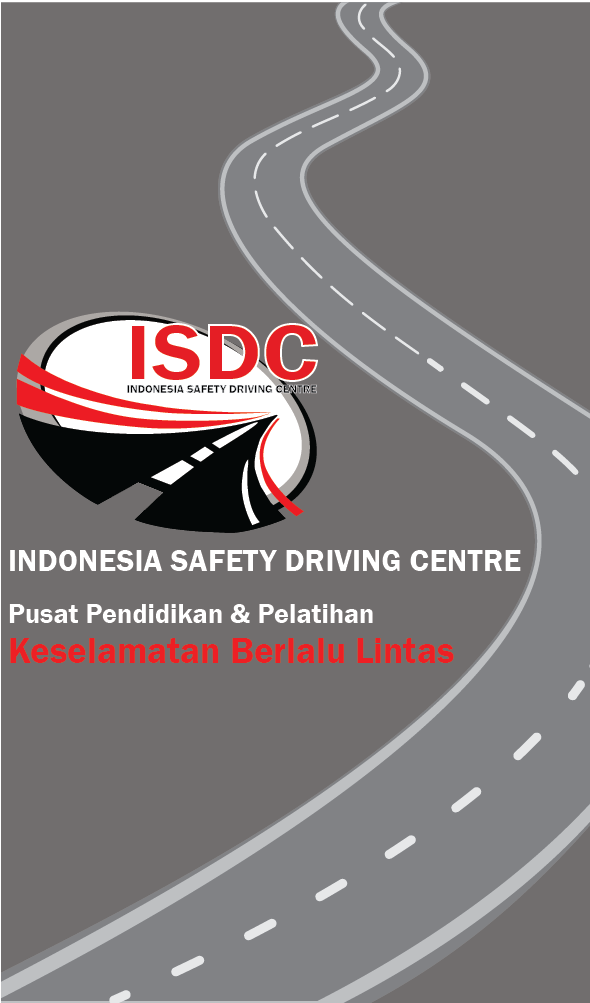 ISDC
INDONESIA SAFETY DRIVING CENTRE
INDONESIA SAFETY DRIVING CENTRE
Pusat Pendidikan & Pelatihan
Keselamatan Berlalu Lintas